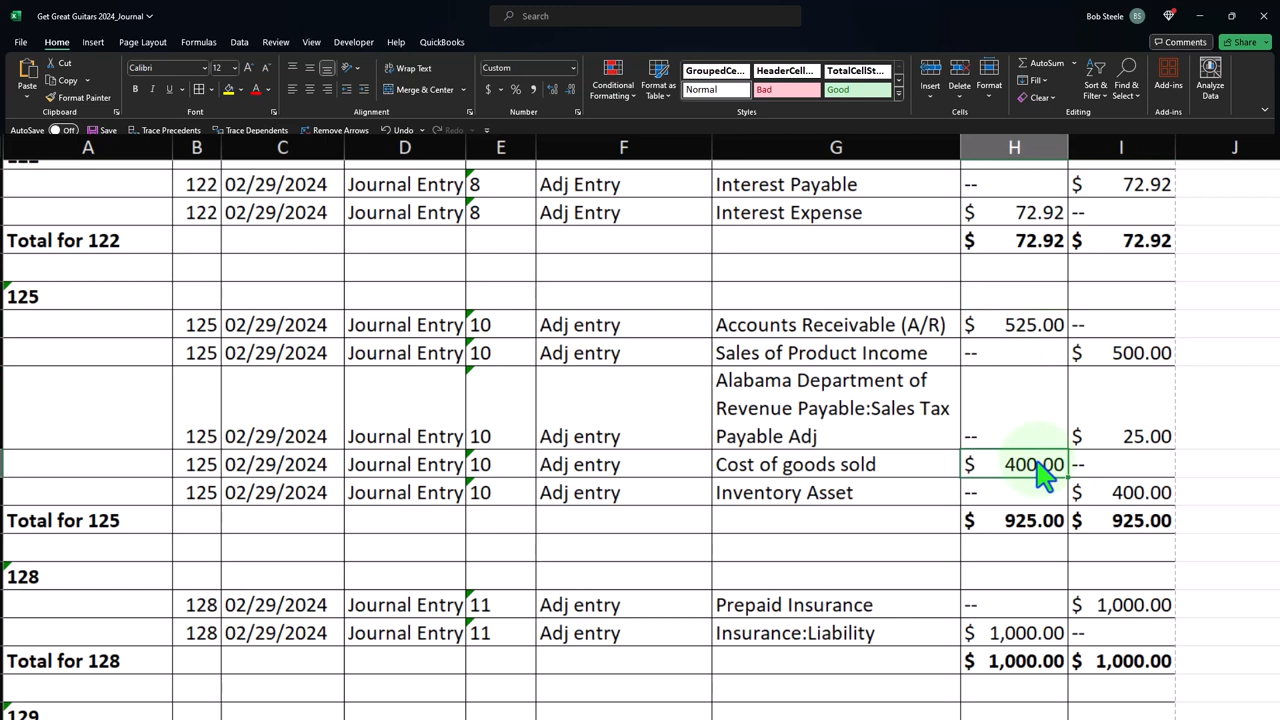 Get Great Guitars 2024_Journal
Search
Bob Steele BS
File Home Insert Page Layout Formulas Data Review View Developer Help QuickBooks
Comments Share
Paste Cut Copy Format Painter
Clipboard
Calibri 12 A A
B I U A
Font
Wrap Text
Merge & Center
Alignment
Custom
$ % ,
Number
Conditional Formatting
Format as Table
GroupedCe... HeaderCell... TotalCellSt...
Normal Bad Good
Styles
Insert Delete Format
Cells
AutoSum Fill Clear
Sort & Filter Find & Select
Editing
Add-ins
Add-ins
Analyze Data
AutoSave Off Save Trace Precedents Trace Dependents Remove Arrows Undo Redo
A B C D E F G H I J
122 02/29/2024 Journal Entry 8 Adj Entry Interest Payable -- $ 72.92
122 02/29/2024 Journal Entry 8 Adj Entry Interest Expense $ 72.92 --
Total for 122 $ 72.92 $ 72.92
125
125 02/29/2024 Journal Entry 10 Adj entry Accounts Receivable (A/R) $ 525.00 --
125 02/29/2024 Journal Entry 10 Adj entry Sales of Product Income -- $ 500.00
Alabama Department of
Revenue Payable:Sales Tax
125 02/29/2024 Journal Entry 10 Adj entry Payable Adj -- $ 25.00
125 02/29/2024 Journal Entry 10 Adj entry Cost of goods sold $ 400.00 --
125 02/29/2024 Journal Entry 10 Adj entry Inventory Asset -- $ 400.00
Total for 125 $ 925.00 $ 925.00
128
128 02/29/2024 Journal Entry 11 Adj entry Prepaid Insurance -- $ 1,000.00
128 02/29/2024 Journal Entry 11 Adj entry Insurance:Liability $ 1,000.00 --
Total for 128 $ 1,000.00 $ 1,000.00
129